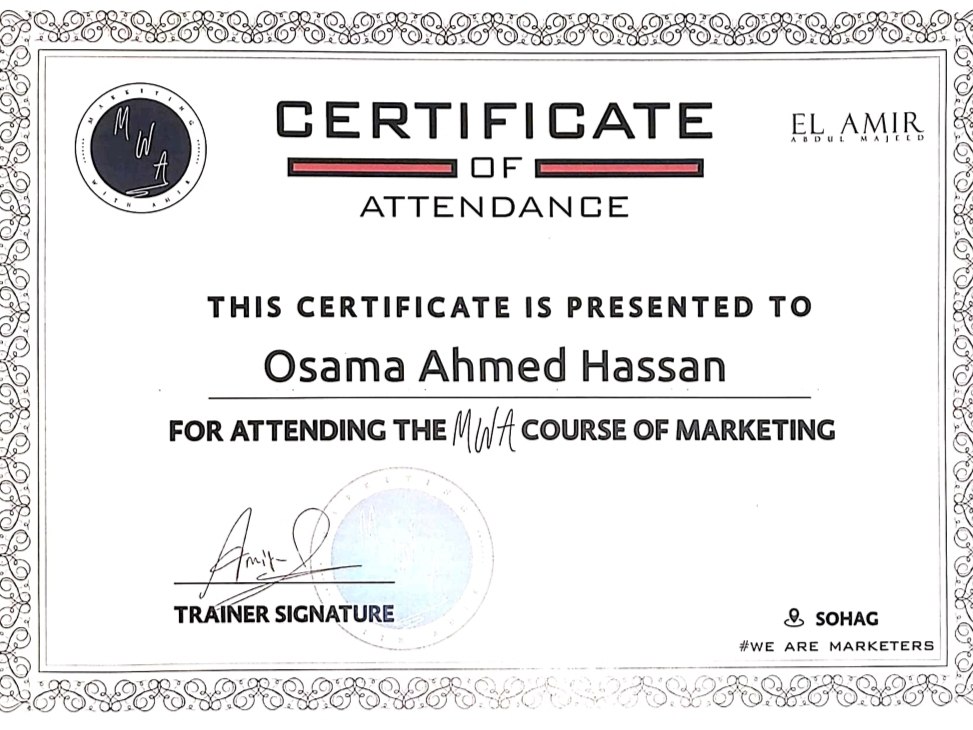 MARKETING
MWA
WITH AMIR
CERTIFICATE
OF
ATTENDANCE
EL AMIR
ABDUL MAJEED
THIS CERTIFICATE IS PRESENTED TO
Osama Ahmed Hassan
FOR ATTENDING THE MWA COURSE OF MARKETING
Amir
TRAINER SIGNATURE
SOHAG
#WE ARE MARKETERS